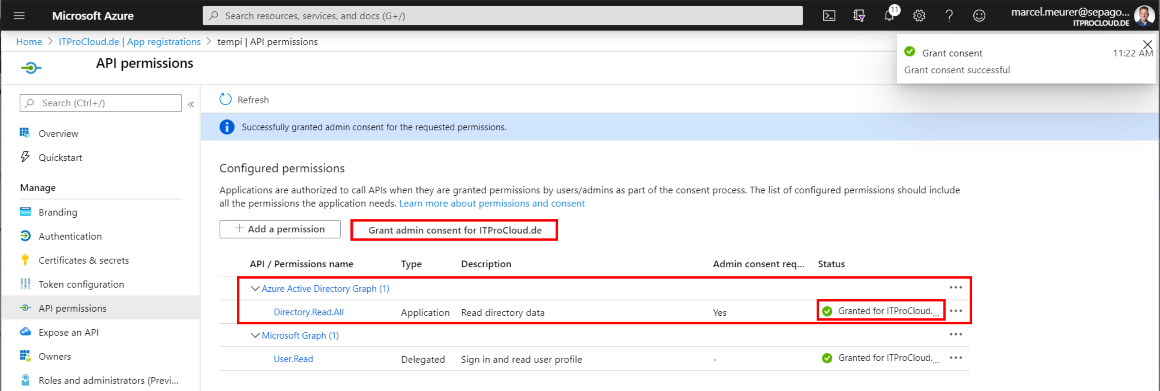 Microsoft Azure
Search resources, services, and docs (G+/)
11
marcel.meurer@sepago...
ITPROCLOUD.DE
Home > ITProCloud.de | App registrations > tempi | API permissions
API permissions
Grant consent 11:22 AM
Grant consent successful
Search (Ctrl+/)
«
Overview
Quickstart
Manage
Branding
Authentication
Certificates & secrets
Token configuration
API permissions
Expose an API
Owners
Roles and administrators (Previ...
Refresh
Successfully granted admin consent for the requested permissions.
Configured permissions
Applications are authorized to call APIs when they are granted permissions by users/admins as part of the consent process. The list of configured permissions should include
all the permissions the application needs. Learn more about permissions and consent
+ Add a permission Grant admin consent for ITProCloud.de
API / Permissions name Type Description Admin consent req... Status
Azure Active Directory Graph (1) ...
Directory.Read.All Application Read directory data Yes Granted for ITProCloud.... ...
Microsoft Graph (1) ...
User.Read Delegated Sign in and read user profile - Granted for ITProCloud.... ...